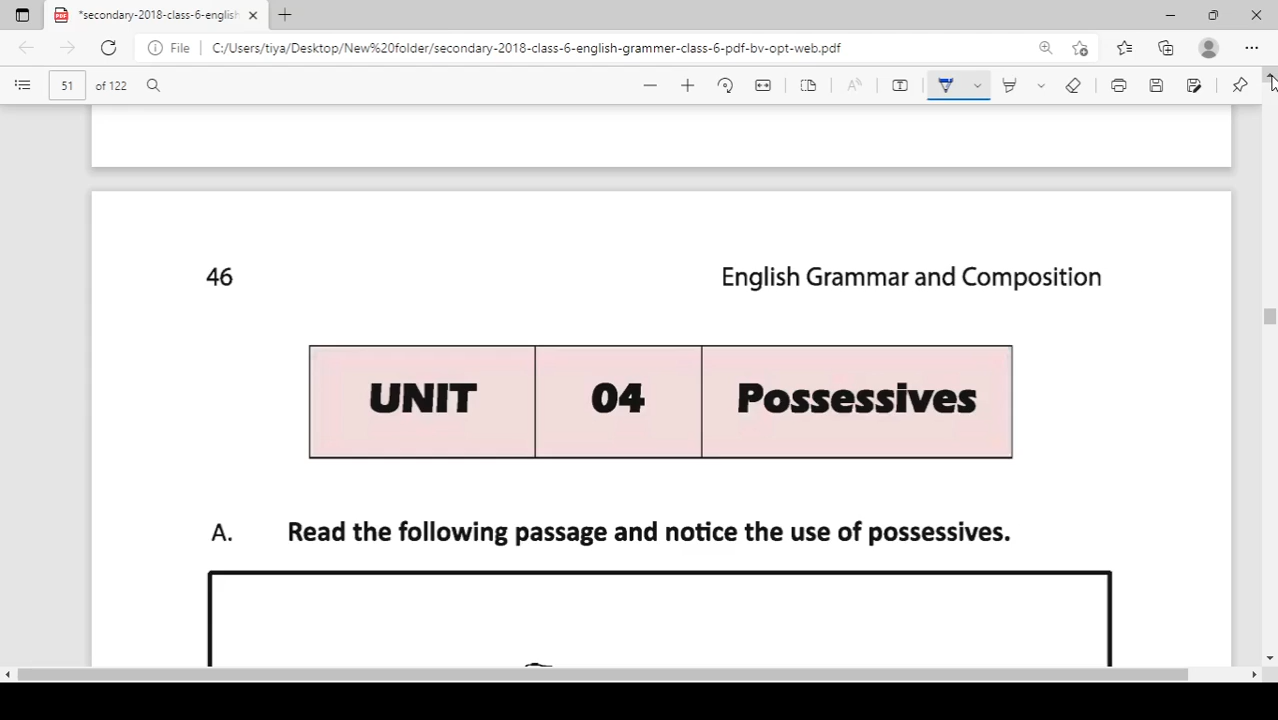 *secondary-2018-class-6-english
File C:/Users/tiya/Desktop/New%20folder/secondary-2018-class-6-english-grammer-class-6-pdf-bv-opt-web.pdf
51 of 122
46 English Grammar and Composition
UNIT 04 Possessives
A. Read the following passage and notice the use of possessives.